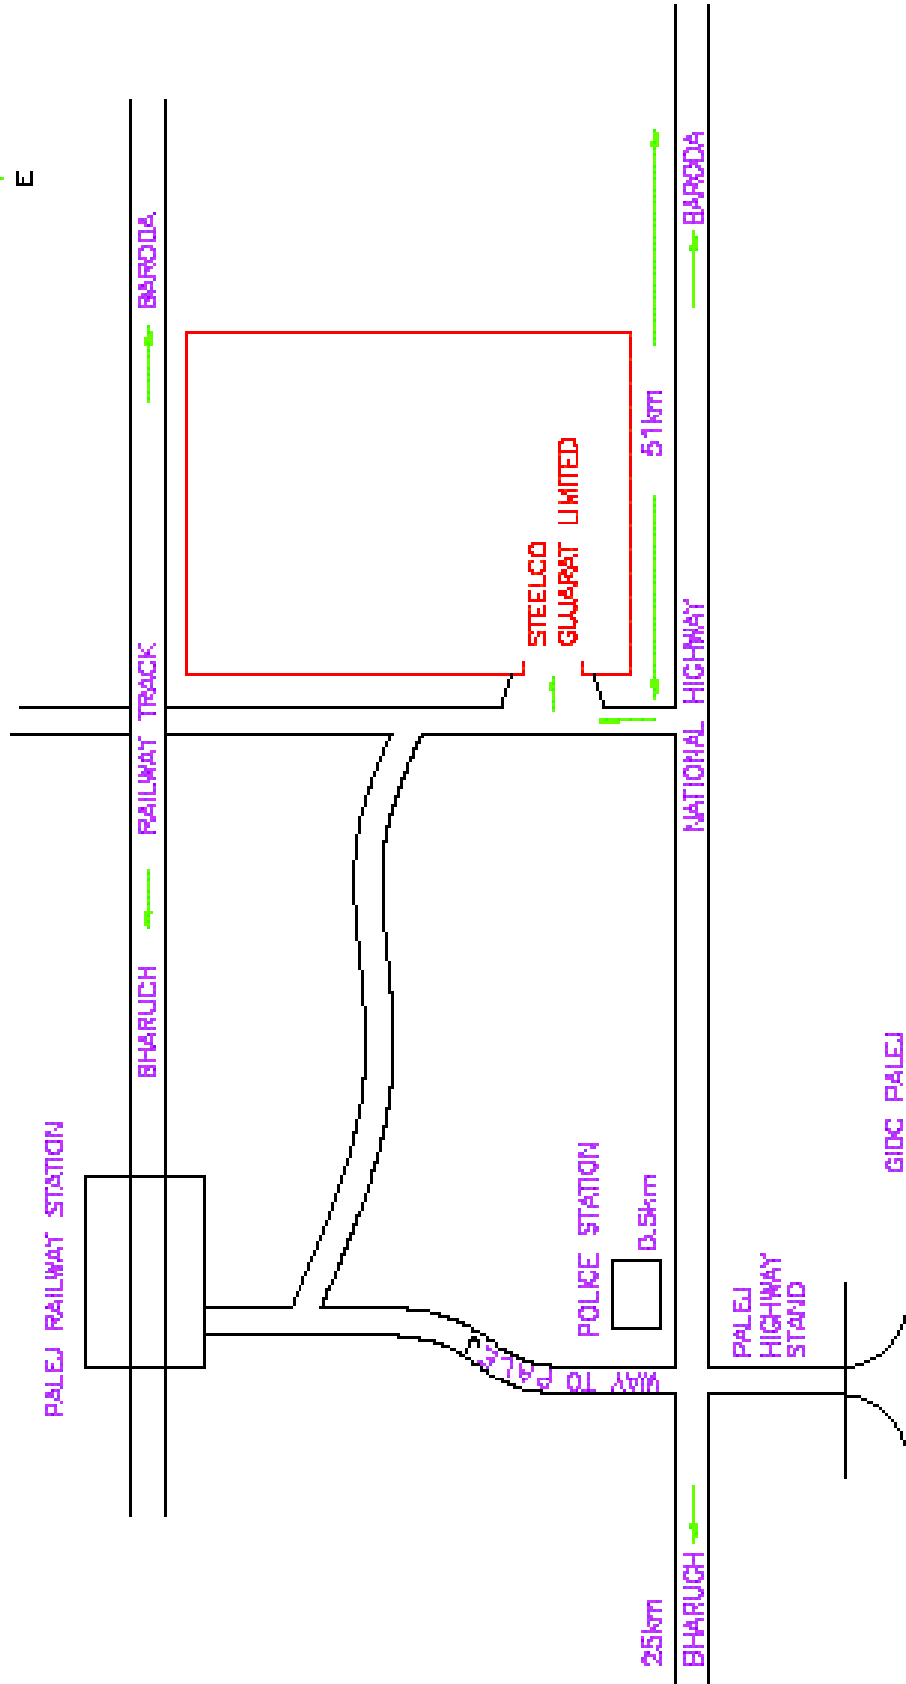 E
PALEJ RAILWAY STATION
BHARUCH RAILWAY TRACK BARODA
STEELCO
GUJARAT LIMITED
POLICE STATION
WAY TO PALEJ
25km 0.5km 51km
BHARUCH NATIONAL HIGHWAY BARODA
PALEJ
HIGHWAY
STAND
GIDC PALEJ